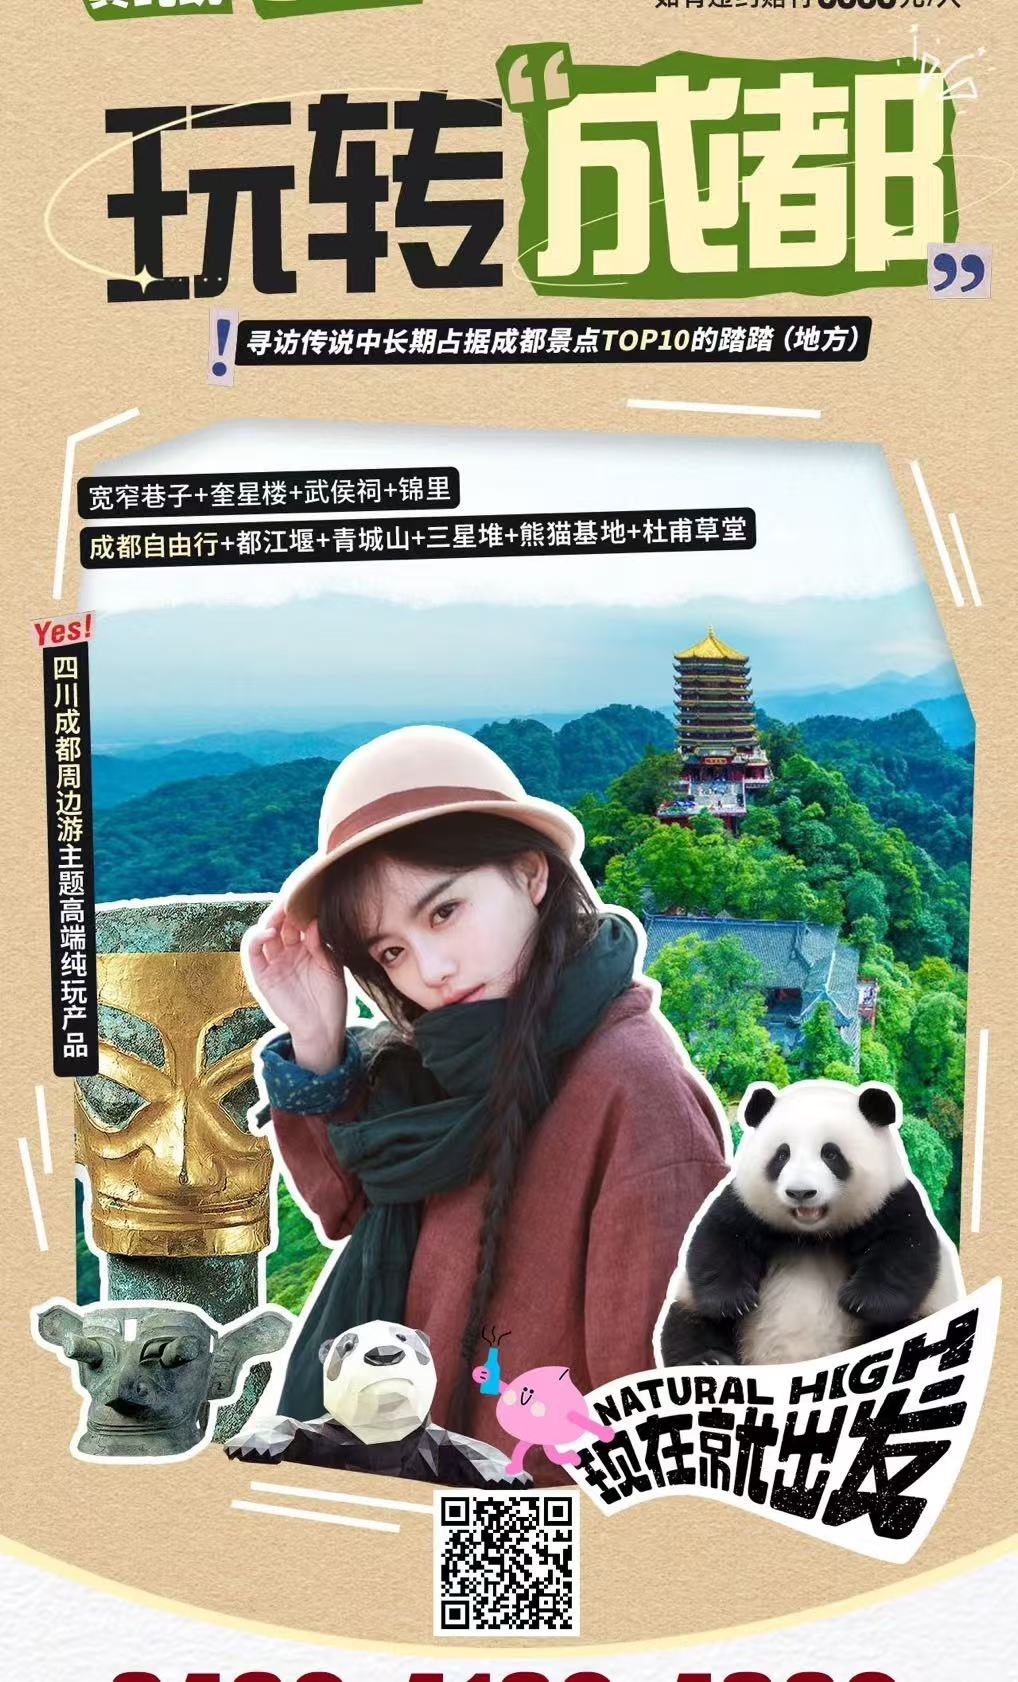 玩转“成都”
!寻访传说中长期占据成都景点TOP10的踏踏（地方）
宽窄巷子+奎星楼+武侯祠+锦里
成都自由行+都江堰+青城山+三星堆+熊猫基地+杜甫草堂
Yes!
四川成都周边游主题高端纯玩产品
NATURAL HIGH
现在就出发